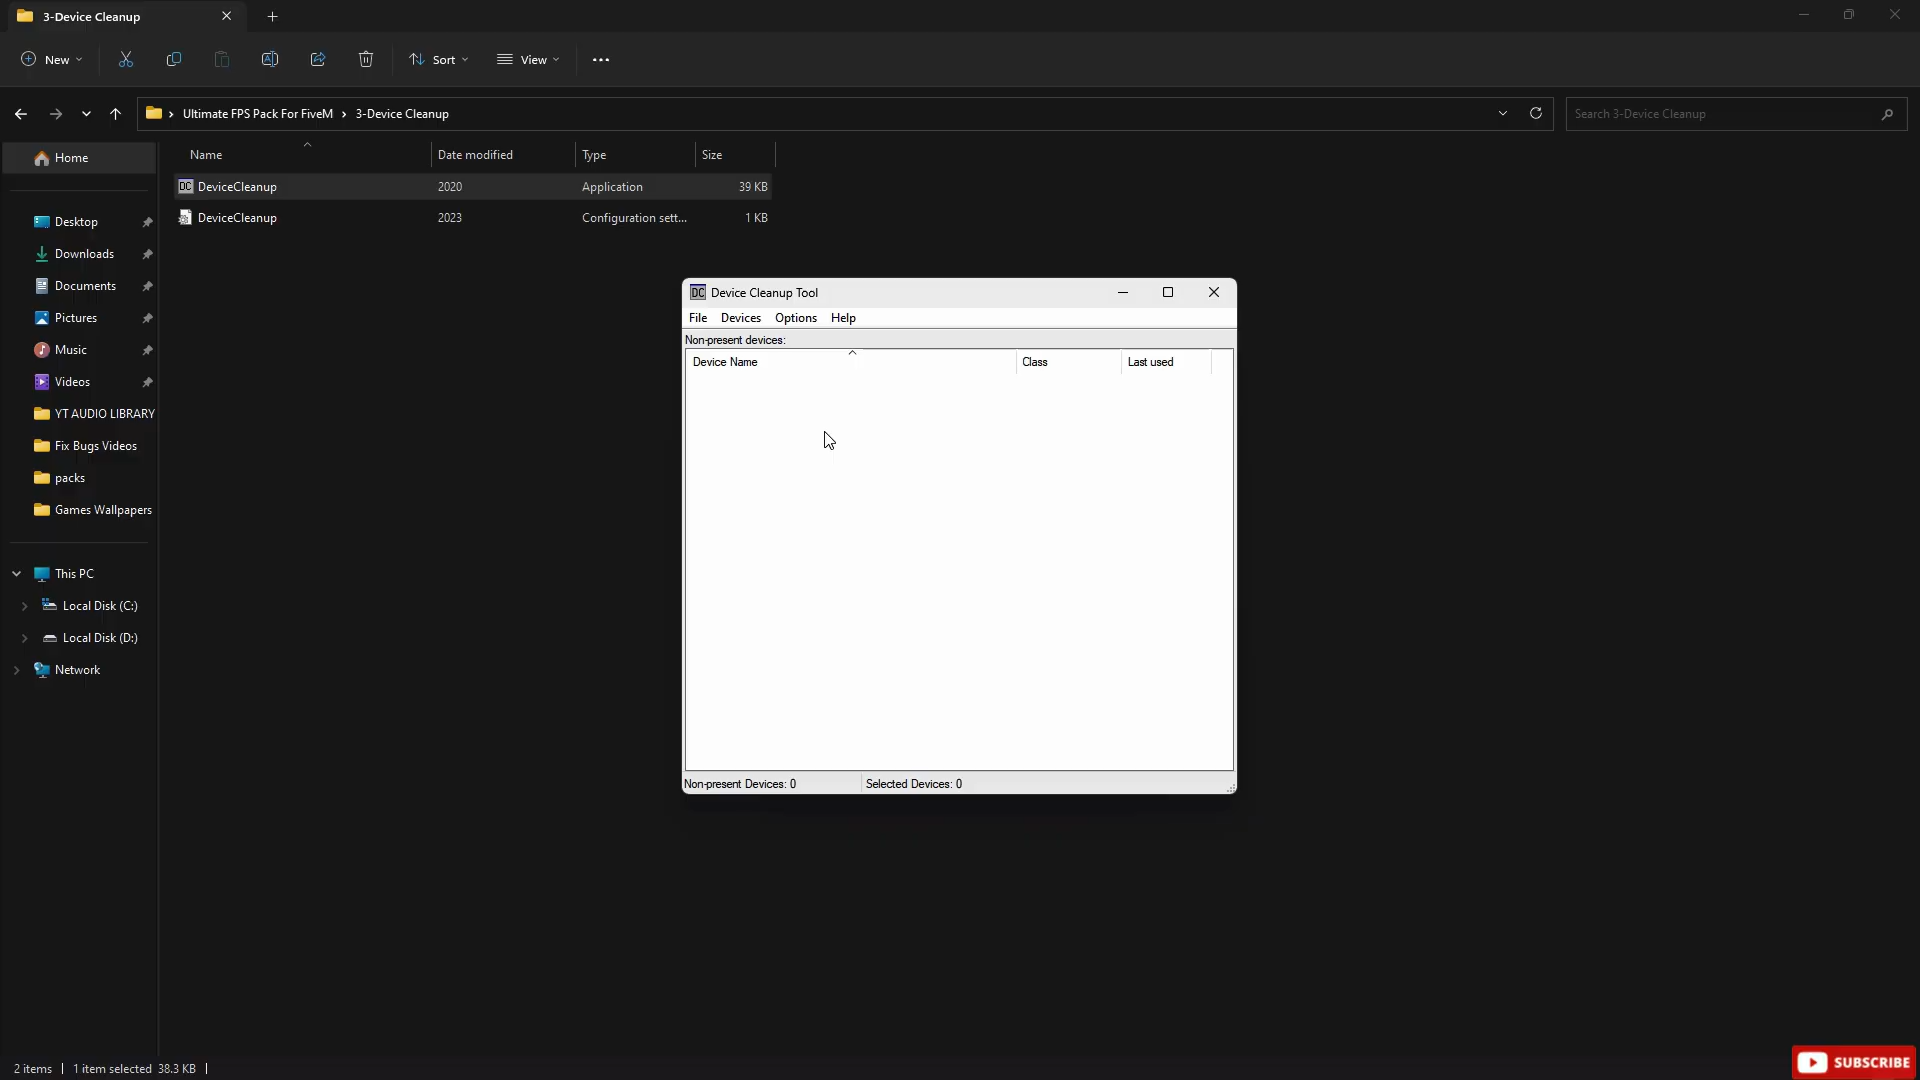 3-Device Cleanup
New
Sort
View
Ultimate FPS Pack For FiveM > 3-Device Cleanup
Search 3-Device Cleanup
Name Date modified Type Size
DeviceCleanup 2020 Application 39 KB
DeviceCleanup 2023 Configuration sett... 1 KB
Home
Desktop
Downloads
Documents
Pictures
Music
Videos
YT AUDIO LIBRARY
Fix Bugs Videos
packs
Games Wallpapers
This PC
Local Disk (C:)
Local Disk (D:)
Network
DC Device Cleanup Tool
File Devices Options Help
Non-present devices:
Device Name Class Last used
Non-present Devices: 0 Selected Devices: 0
2 items 1 item selected 38.3 KB
SUBSCRIBE